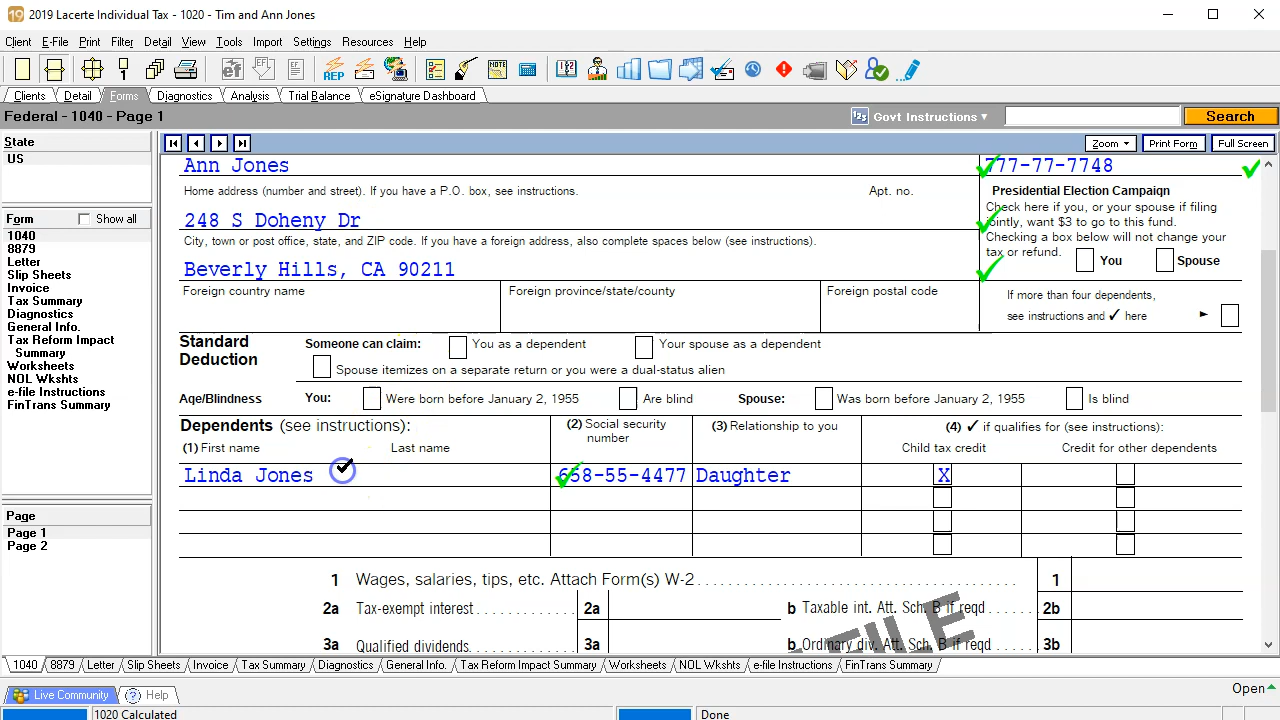 2019 Lacerte Individual Tax - 1020 - Tim and Ann Jones
Client E-File Print Filter Detail View Tools Import Settings Resources Help
Clients Detail Forms Diagnostics Analysis Trial Balance eSignature Dashboard
Federal - 1040 - Page 1 Govt Instructions Search
State
US
Form Show all
1040
8879
Letter
Slip Sheets
Invoice
Tax Summary
Diagnostics
General Info.
Tax Reform Impact
Summary
Worksheets
NOL Wkshts
e-file Instructions
FinTrans Summary
Page
Page 1
Page 2
Zoom Print Form Full Screen
Ann Jones 777-77-7748
Home address (number and street). If you have a P.O. box, see instructions. Apt. no.
248 S Doheny Dr
City, town or post office, state, and ZIP code. If you have a foreign address, also complete spaces below (see instructions).
Beverly Hills, CA 90211
Presidential Election Campaign
Check here if you, or your spouse if filing
jointly, want $3 to go to this fund.
Checking a box below will not change your
tax or refund. You Spouse
Foreign country name Foreign province/state/county Foreign postal code
If more than four dependents,
see instructions and ✓ here ►
Standard
Deduction
Someone can claim: You as a dependent Your spouse as a dependent
Spouse itemizes on a separate return or you were a dual-status alien
Age/Blindness You: Were born before January 2, 1955 Are blind Spouse: Was born before January 2, 1955 Is blind
Dependents (see instructions):
(1) First name Last name
(2) Social security
number
(3) Relationship to you
(4) ✓ if qualifies for (see instructions):
Child tax credit Credit for other dependents
Linda Jones 658-55-4477 Daughter X
1 Wages, salaries, tips, etc. Attach Form(s) W-2 1
2a Tax-exempt interest 2a b Taxable int. Att. Sch. B if reqd 2b
3a Qualified dividends. 3a b Ordinary div. Att. Sch. B if reqd 3b
FILE
1040 8879 Letter Slip Sheets Invoice Tax Summary Diagnostics General Info. Tax Reform Impact Summary Worksheets NOL Wkshts e-file Instructions FinTrans Summary
Live Community Help
Open
1020 Calculated Done